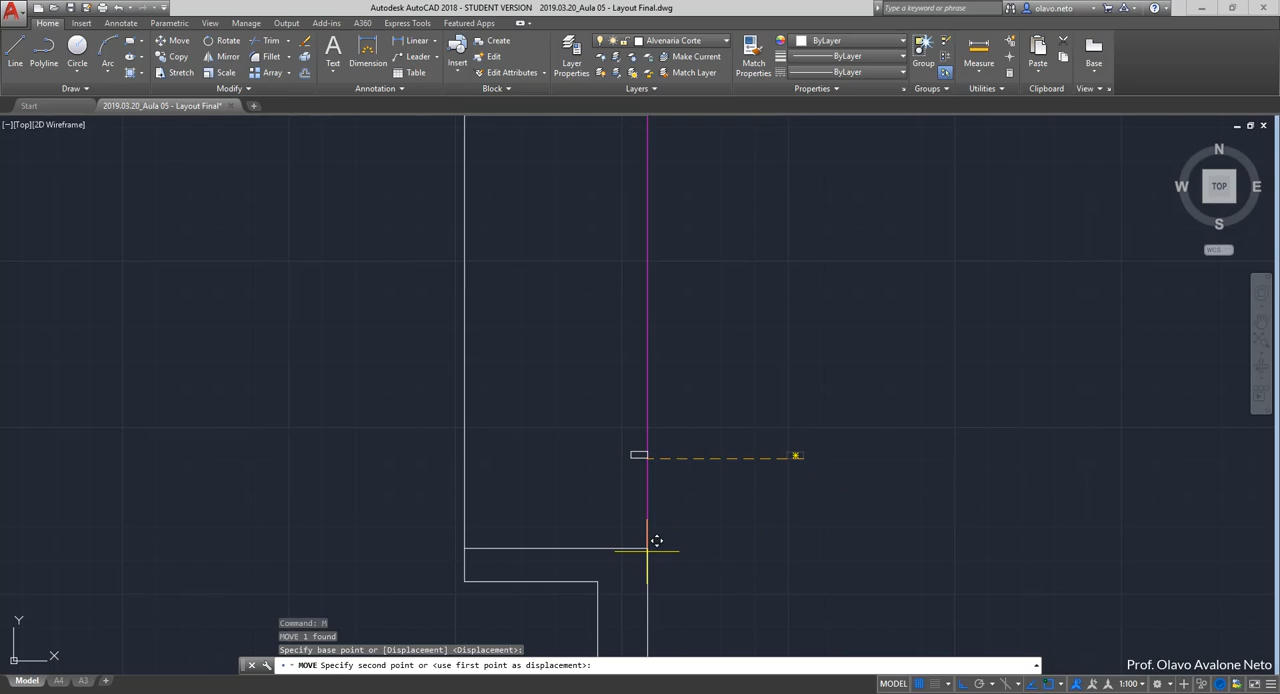 Autodesk AutoCAD 2018 - STUDENT VERSION 2019.03.20_Aula 05 - Layout Final.dwg
Type a keyword or phrase
olavo.neto
Home Insert Annotate Parametric View Manage Output Add-ins A360 Express Tools Featured Apps
Line Polyline Circle Arc
Move Rotate Trim
Copy Mirror Fillet
Stretch Scale Array
Text Dimension
Linear
Leader
Table
Insert
Create
Edit
Edit Attributes
Layer Properties
Alvenaria Corte
Make Current
Match Layer
Match Properties
ByLayer
ByLayer
ByLayer
Group
Measure
Paste
Base
Draw Modify Annotation Block Layers Properties Groups Utilities Clipboard View
Start 2019.03.20_Aula 05 - Layout Final*
[−][Top][2D Wireframe]
N
W TOP E
S
WCS
Y
X
Command: M
MOVE 1 found
Specify base point or [Displacement] <Displacement>:
MOVE Specify second point or <use first point as displacement>:
Prof. Olavo Avalone Neto
Model A4 A3 +
MODEL 1:100